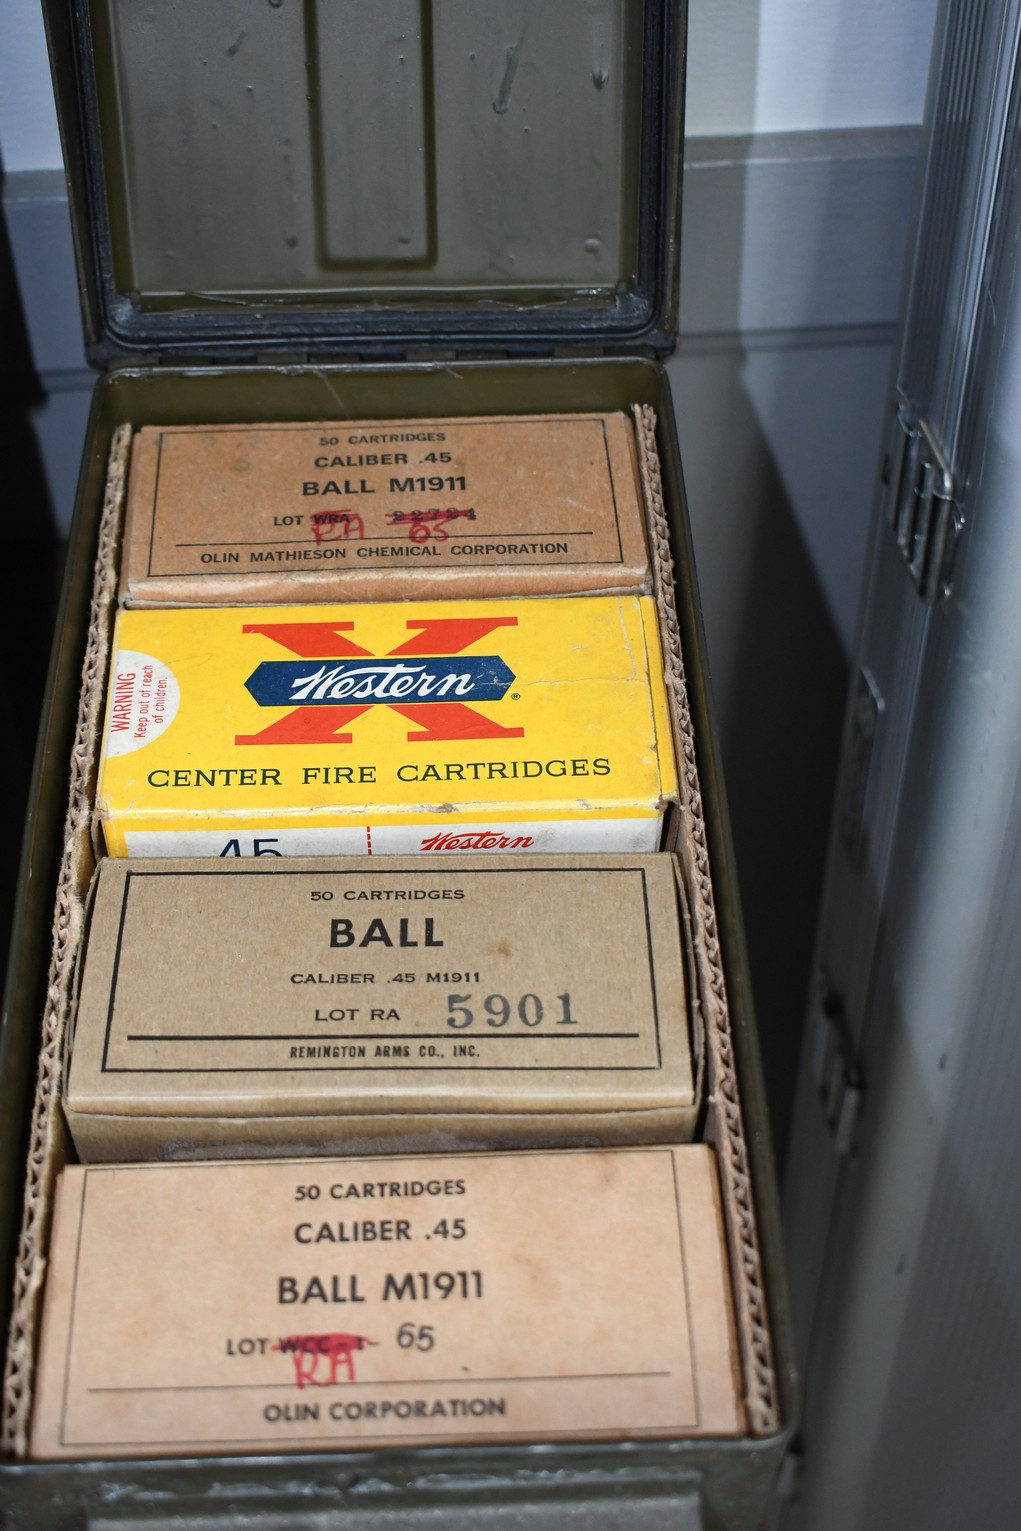 50 CARTRIDGES
CALIBER .45
BALL M1911
LOT WRA 22724
RA 65
OLIN MATHIESON CHEMICAL CORPORATION
X
Western ®
WARNING
Keep out of reach
of children.
CENTER FIRE CARTRIDGES
45 Western
50 CARTRIDGES
BALL
CALIBER .45 M1911
LOT RA 5901
REMINGTON ARMS CO., INC.
50 CARTRIDGES
CALIBER .45
BALL M1911
LOT WCC-1 65
RA
OLIN CORPORATION